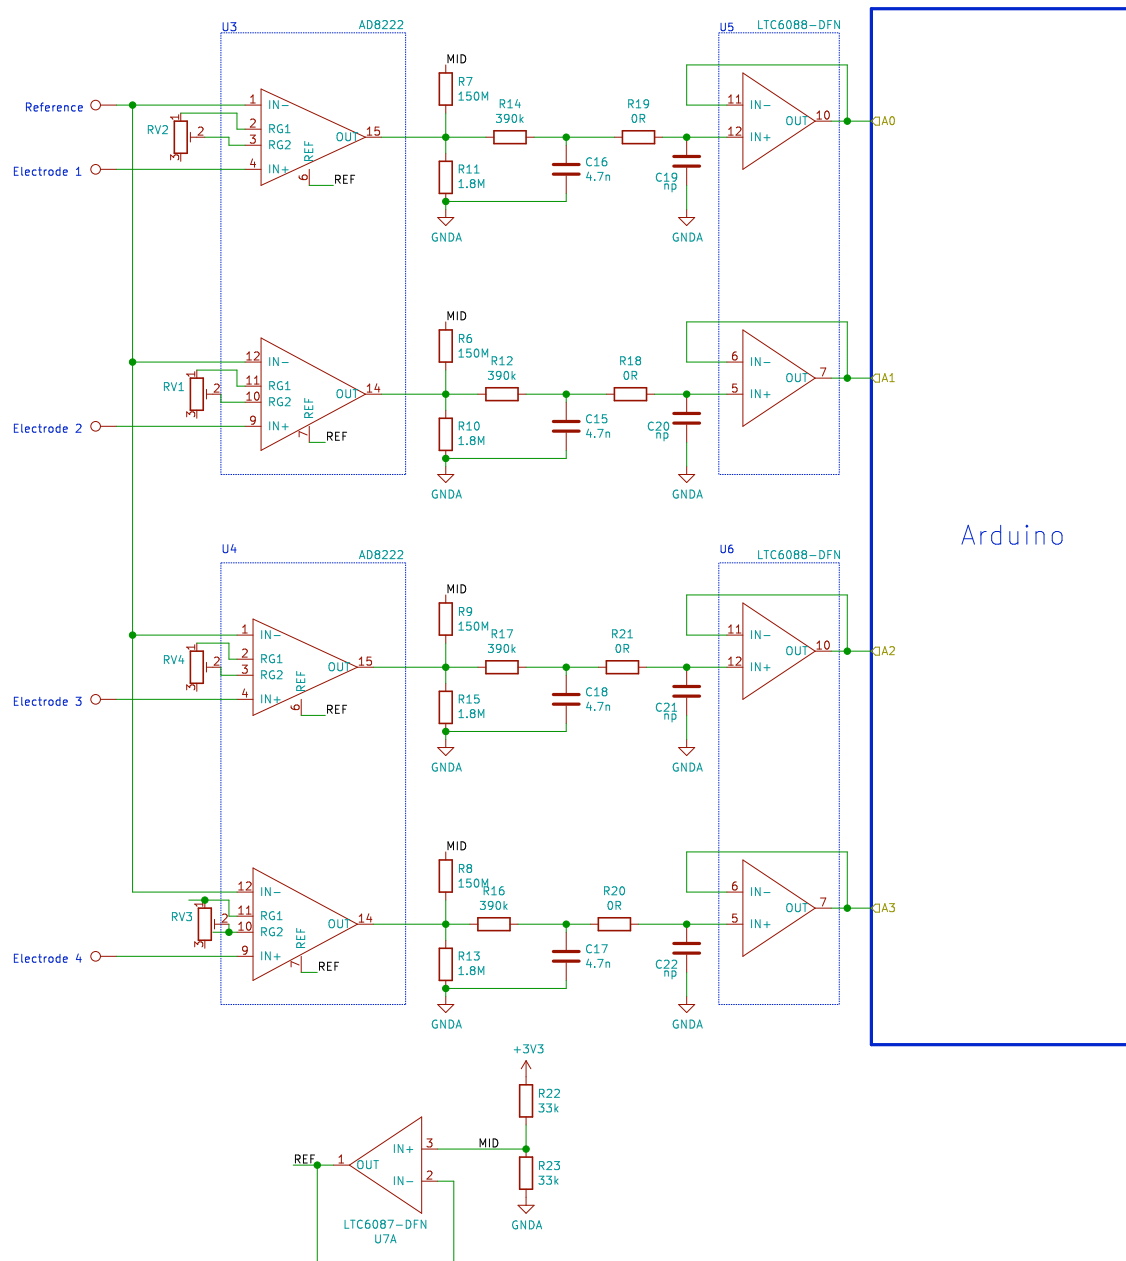 U3 AD8222 U5 LTC6088-DFN
Reference
Electrode 1
RV2
1
2
3
1 IN-
2 RG1
3 RG2
4 IN+
OUT 15
REF
6
REF
MID
R7
150M
R11
1.8M
GNDA
R14
390k
C16
4.7n
R19
0R
C19
np
GNDA
11 IN-
12 IN+
OUT 10
A0
Electrode 2
RV1
1
2
3
12 IN-
11 RG1
10 RG2
9 IN+
OUT 14
REF
7
REF
MID
R6
150M
R10
1.8M
GNDA
R12
390k
C15
4.7n
R18
0R
C20
np
GNDA
6 IN-
5 IN+
OUT 7
A1
Arduino
U4 AD8222 U6 LTC6088-DFN
Electrode 3
RV4
1
2
3
1 IN-
2 RG1
3 RG2
4 IN+
OUT 15
REF
6
REF
MID
R9
150M
R15
1.8M
GNDA
R17
390k
C18
4.7n
R21
0R
C21
np
GNDA
11 IN-
12 IN+
OUT 10
A2
Electrode 4
RV3
1
2
3
12 IN-
11 RG1
10 RG2
9 IN+
OUT 14
REF
7
REF
MID
R8
150M
R13
1.8M
GNDA
R16
390k
C17
4.7n
R20
0R
C22
np
GNDA
6 IN-
5 IN+
OUT 7
A3
+3V3
R22
33k
MID
R23
33k
GNDA
IN+ 3
IN- 2
REF 1 OUT
LTC6087-DFN
U7A